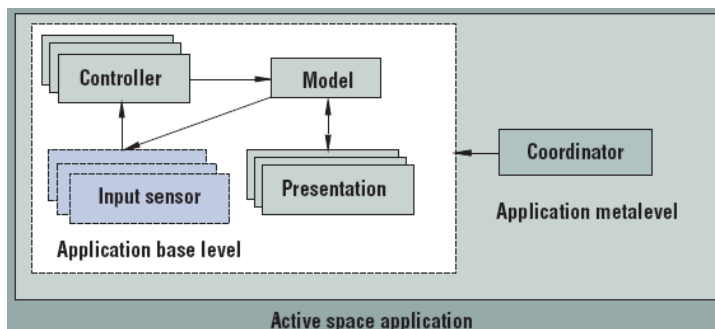 Controller
Model
Coordinator
Input sensor
Presentation
Application metalevel
Application base level
Active space application